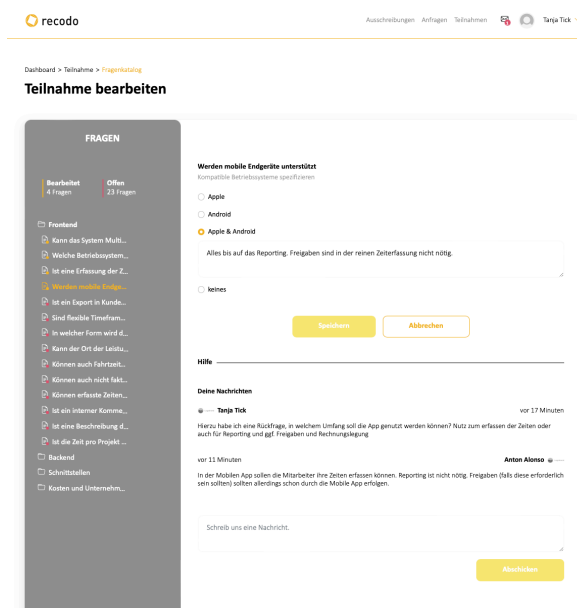 recodo
Ausschreibungen Anfragen Teilnahmen Tanja Tick
Dashboard > Teilnahme > Fragenkatalog
Teilnahme bearbeiten
FRAGEN
Bearbeitet
4 Fragen
Offen
23 Fragen
Frontend
Kann das System Multi...
Welche Betriebssystem...
Ist eine Erfassung der Z...
Werden mobile Endge...
Ist ein Export in Kunde...
Sind flexible Timefram...
In welcher Form wird d...
Kann der Ort der Leistu...
Können auch Fahrtzeit...
Können auch nicht fakt...
Können erfasste Zeiten...
Ist ein interner Komme...
Ist eine Beschreibung d...
Ist die Zeit pro Projekt ...
Backend
Schnittstellen
Kosten und Unternehm...
Werden mobile Endgeräte unterstützt
Kompatible Betriebssysteme spezifizieren
Apple
Android
Apple & Android
Alles bis auf das Reporting. Freigaben sind in der reinen Zeiterfassung nicht nötig.
keines
Speichern
Abbrechen
Hilfe
Deine Nachrichten
Tanja Tick vor 17 Minuten
Hierzu habe ich eine Rückfrage, in welchem Umfang soll die App genutzt werden können? Nutz zum erfassen der Zeiten oder
auch für Reporting und ggf. Freigaben und Rechnungslegung
vor 11 Minuten Anton Alonso
In der Mobilen App sollen die Mitarbeiter ihre Zeiten erfassen können. Reporting ist nicht nötig. Freigaben (falls diese erforderlich
sein sollten) sollten allerdings schon durch die Mobile App erfolgen.
Schreib uns eine Nachricht.
Abschicken